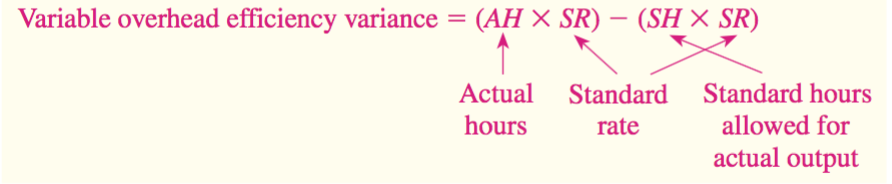 Variable overhead efficiency variance = (AH × SR) − (SH × SR)
Actual Standard Standard hours
hours rate allowed for
actual output